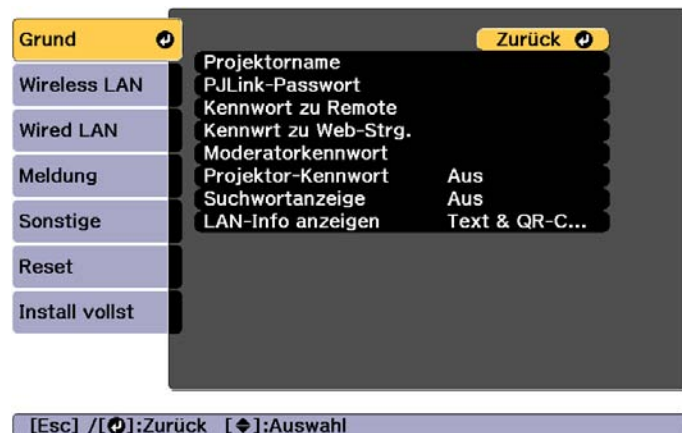 Grund
Zurück
Projektorname
Wireless LAN
PJLink-Passwort
Kennwort zu Remote
Wired LAN
Kennwrt zu Web-Strg.
Moderatorkennwort
Meldung
Projektor-Kennwort Aus
Suchwortanzeige Aus
Sonstige
LAN-Info anzeigen Text & QR-C...
Reset
Install vollst
[Esc] /[⏎]:Zurück [◆]:Auswahl